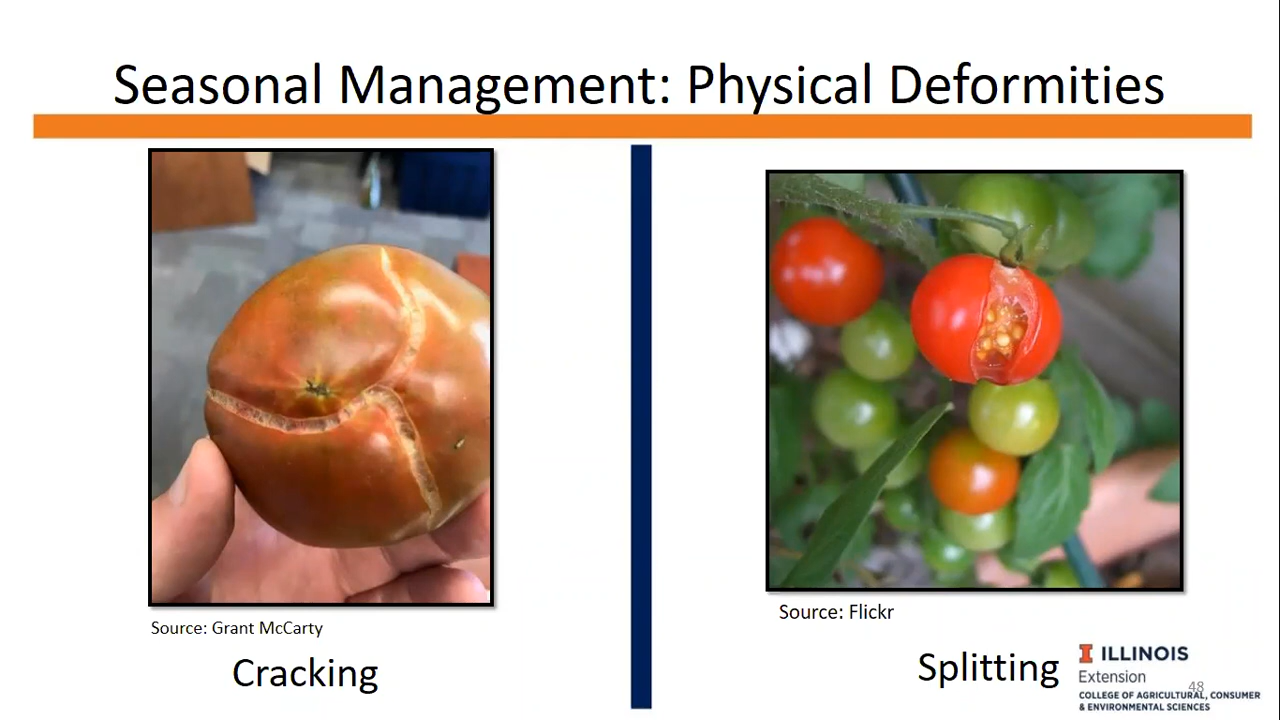 Seasonal Management: Physical Deformities
Source: Grant McCarty
Cracking
Source: Flickr
Splitting
I ILLINOIS
Extension
48
COLLEGE OF AGRICULTURAL, CONSUMER
& ENVIRONMENTAL SCIENCES